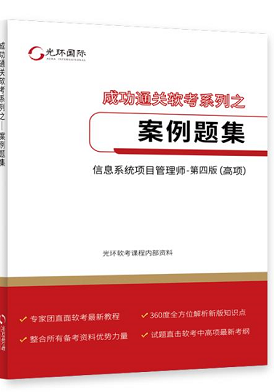 光环国际
成功通关软考系列之
案例题集
信息系统项目管理师-第四版(高项)
光环软考课程内部资料
专家团直面软考最新教程
360度全方位解析新版知识点
整合所有备考资料优势力量
试题直击软考中高项最新考纲
成功通关软考系列之——案例题集
光环国际